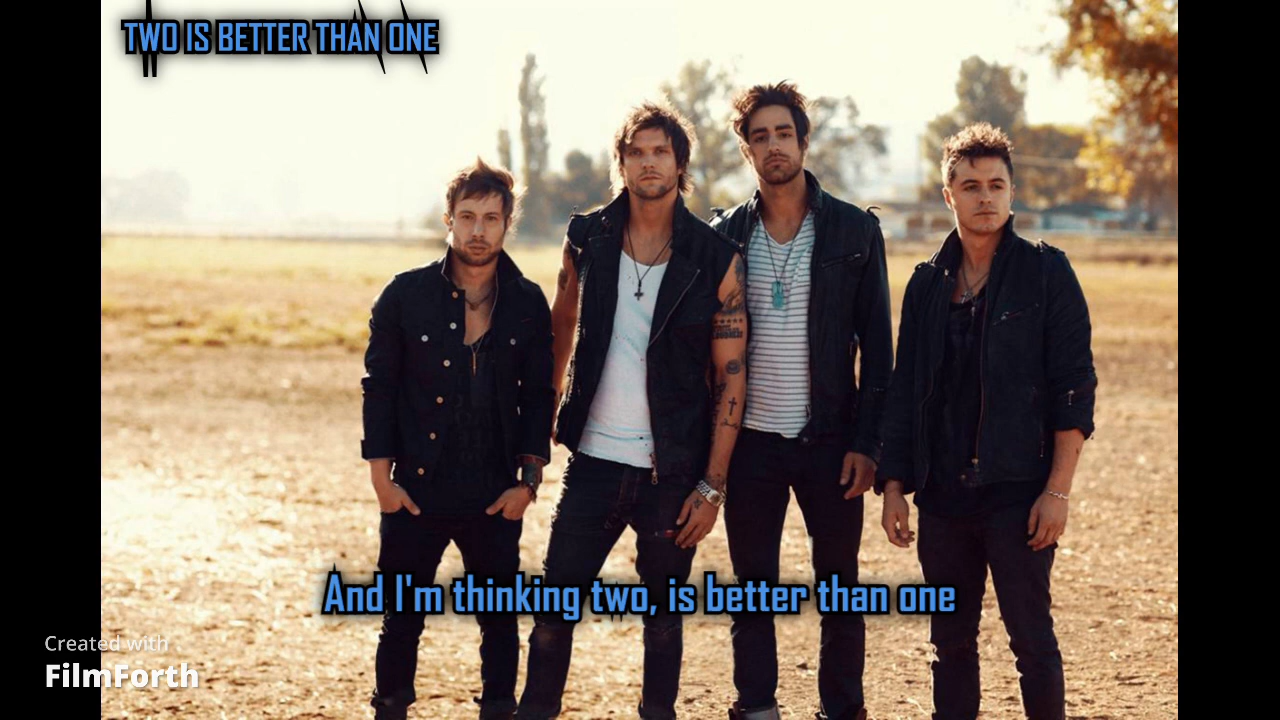 TWO IS BETTER THAN ONE
And I'm thinking two, is better than one
Created with
FilmForth